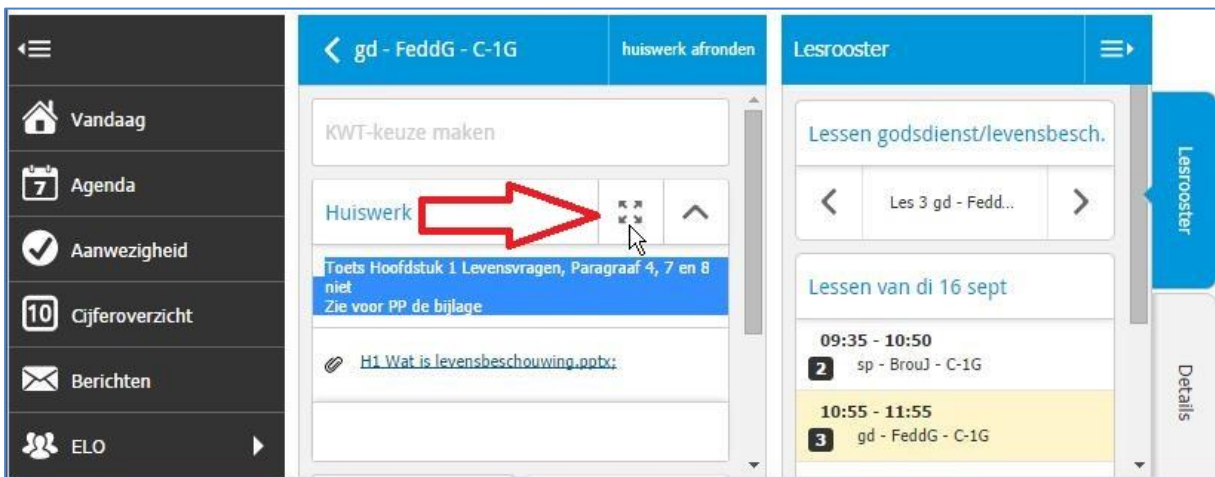 Vandaag
7
Agenda
Aanwezigheid
10
Cijferoverzicht
Berichten
ELO
gd - FeddG - C-1G
huiswerk afronden
KWT-keuze maken
Huiswerk
Toets Hoofdstuk 1 Levensvragen, Paragraaf 4, 7 en 8
niet
Zie voor PP de bijlage
H1 Wat is levensbeschouwing.pptx;
Lesrooster
Lessen godsdienst/levensbesch.
Les 3 gd - Fedd...
Lessen van di 16 sept
09:35 - 10:50
2 sp - BrouJ - C-1G
10:55 - 11:55
3 gd - FeddG - C-1G
Lesrooster
Details